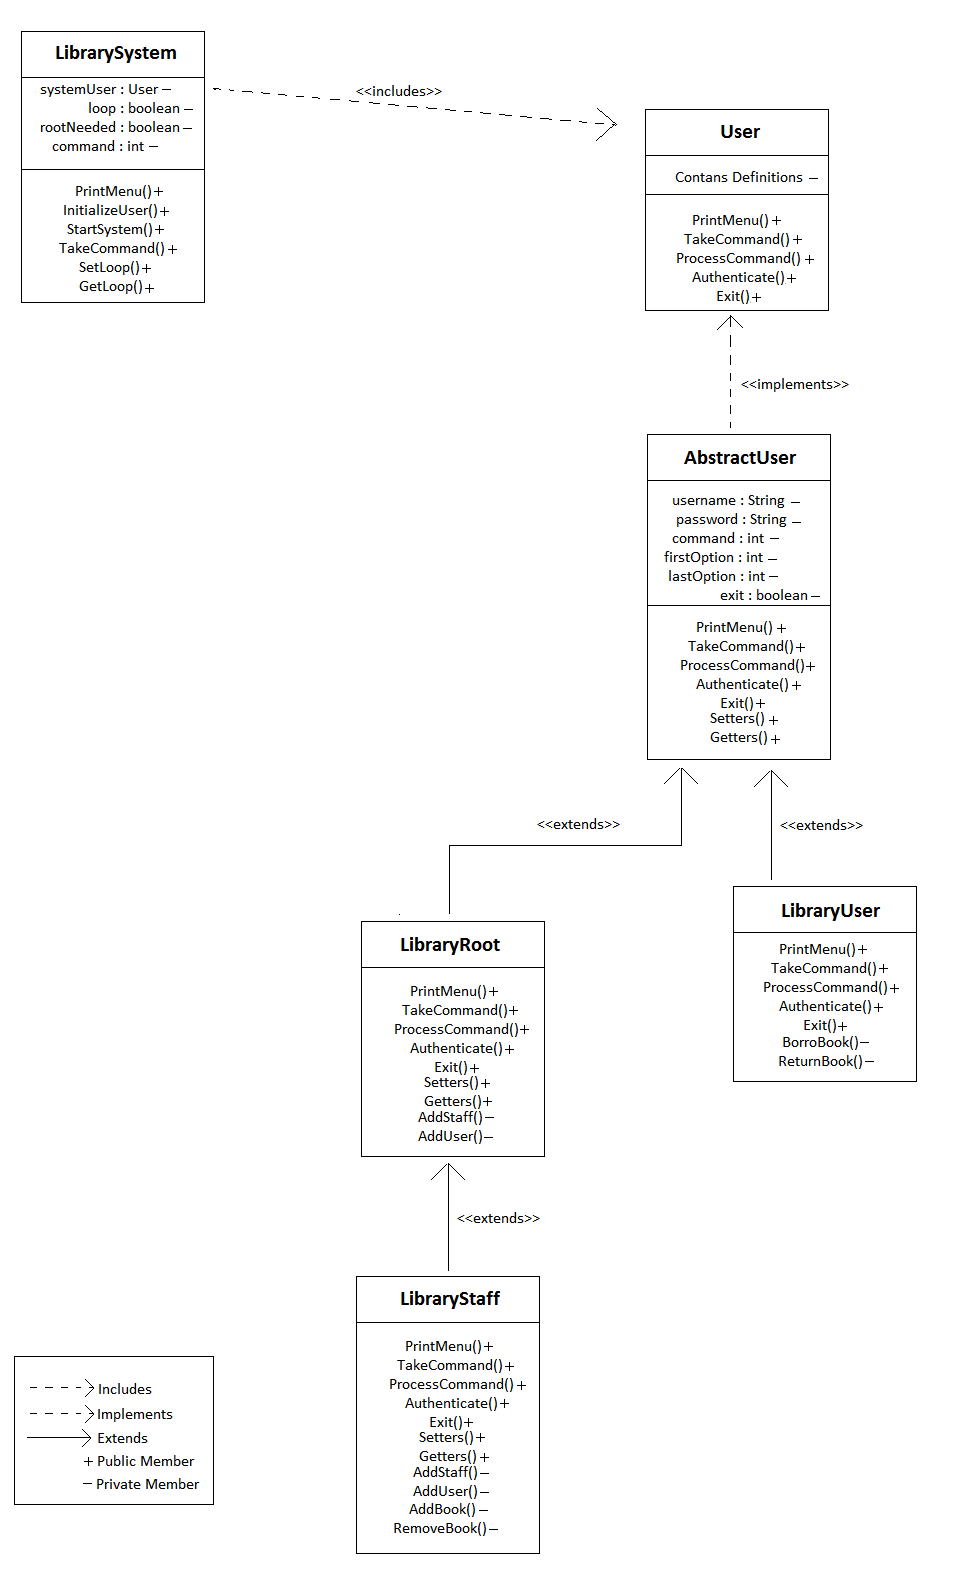 LibrarySystem
systemUser : User −
loop : boolean −
rootNeeded : boolean −
command : int −
PrintMenu() +
InitializeUser() +
StartSystem() +
TakeCommand() +
SetLoop() +
GetLoop() +
<<includes>>
User
Contans Definitions −
PrintMenu() +
TakeCommand() +
ProcessCommand() +
Authenticate() +
Exit() +
<<implements>>
AbstractUser
username : String −
password : String −
command : int −
firstOption : int −
lastOption : int −
exit : boolean −
PrintMenu() +
TakeCommand() +
ProcessCommand() +
Authenticate() +
Exit() +
Setters() +
Getters() +
<<extends>>
<<extends>>
LibraryRoot
PrintMenu() +
TakeCommand() +
ProcessCommand() +
Authenticate() +
Exit() +
Setters() +
Getters() +
AddStaff() −
AddUser() −
LibraryUser
PrintMenu() +
TakeCommand() +
ProcessCommand() +
Authenticate() +
Exit() +
BorroBook() −
ReturnBook() −
<<extends>>
LibraryStaff
PrintMenu() +
TakeCommand() +
ProcessCommand() +
Authenticate() +
Exit() +
Setters() +
Getters() +
AddStaff() −
AddUser() −
AddBook() −
RemoveBook() −
Includes
Implements
Extends
+ Public Member
− Private Member